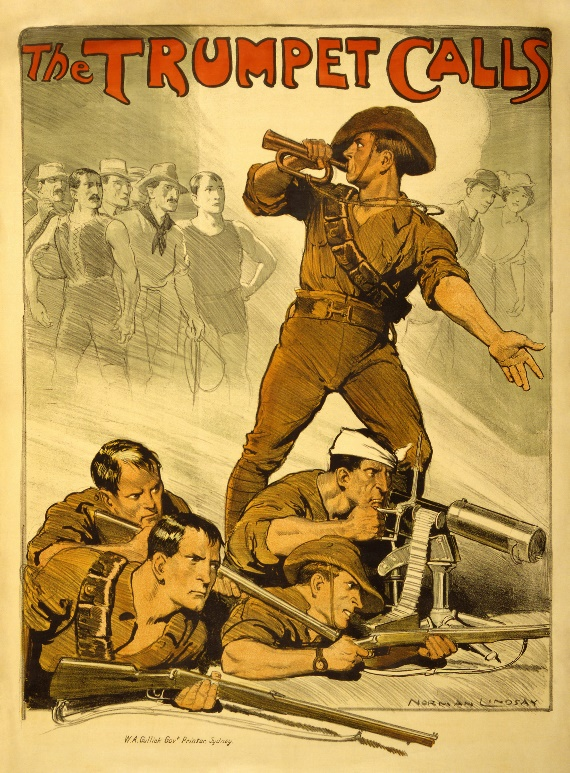 The TRUMPET CALLS
NORMAN LINDSAY
W.A. Gullick Govt Printer Sydney